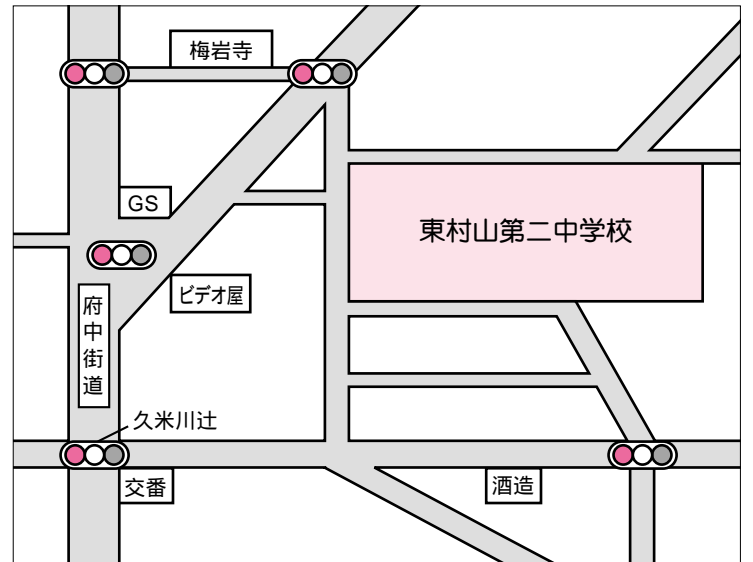 梅岩寺
GS
東村山第二中学校
ビデオ屋
府中街道
久米川辻
交番
酒造